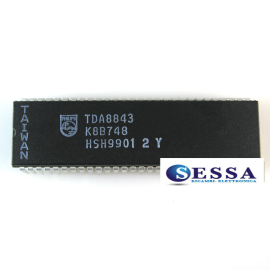 TAIWAN
TDA8843
K8B748
HSH9901 2 Y
SESSA
RICAMBI-ELETTRONICA